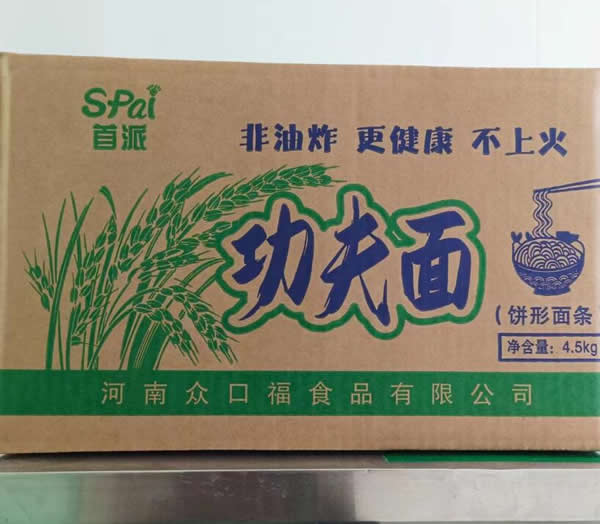 SPai
首派
非油炸 更健康 不上火
功夫面
(饼形面条
净含量: 4.5kg
河南众口福食品有限公司